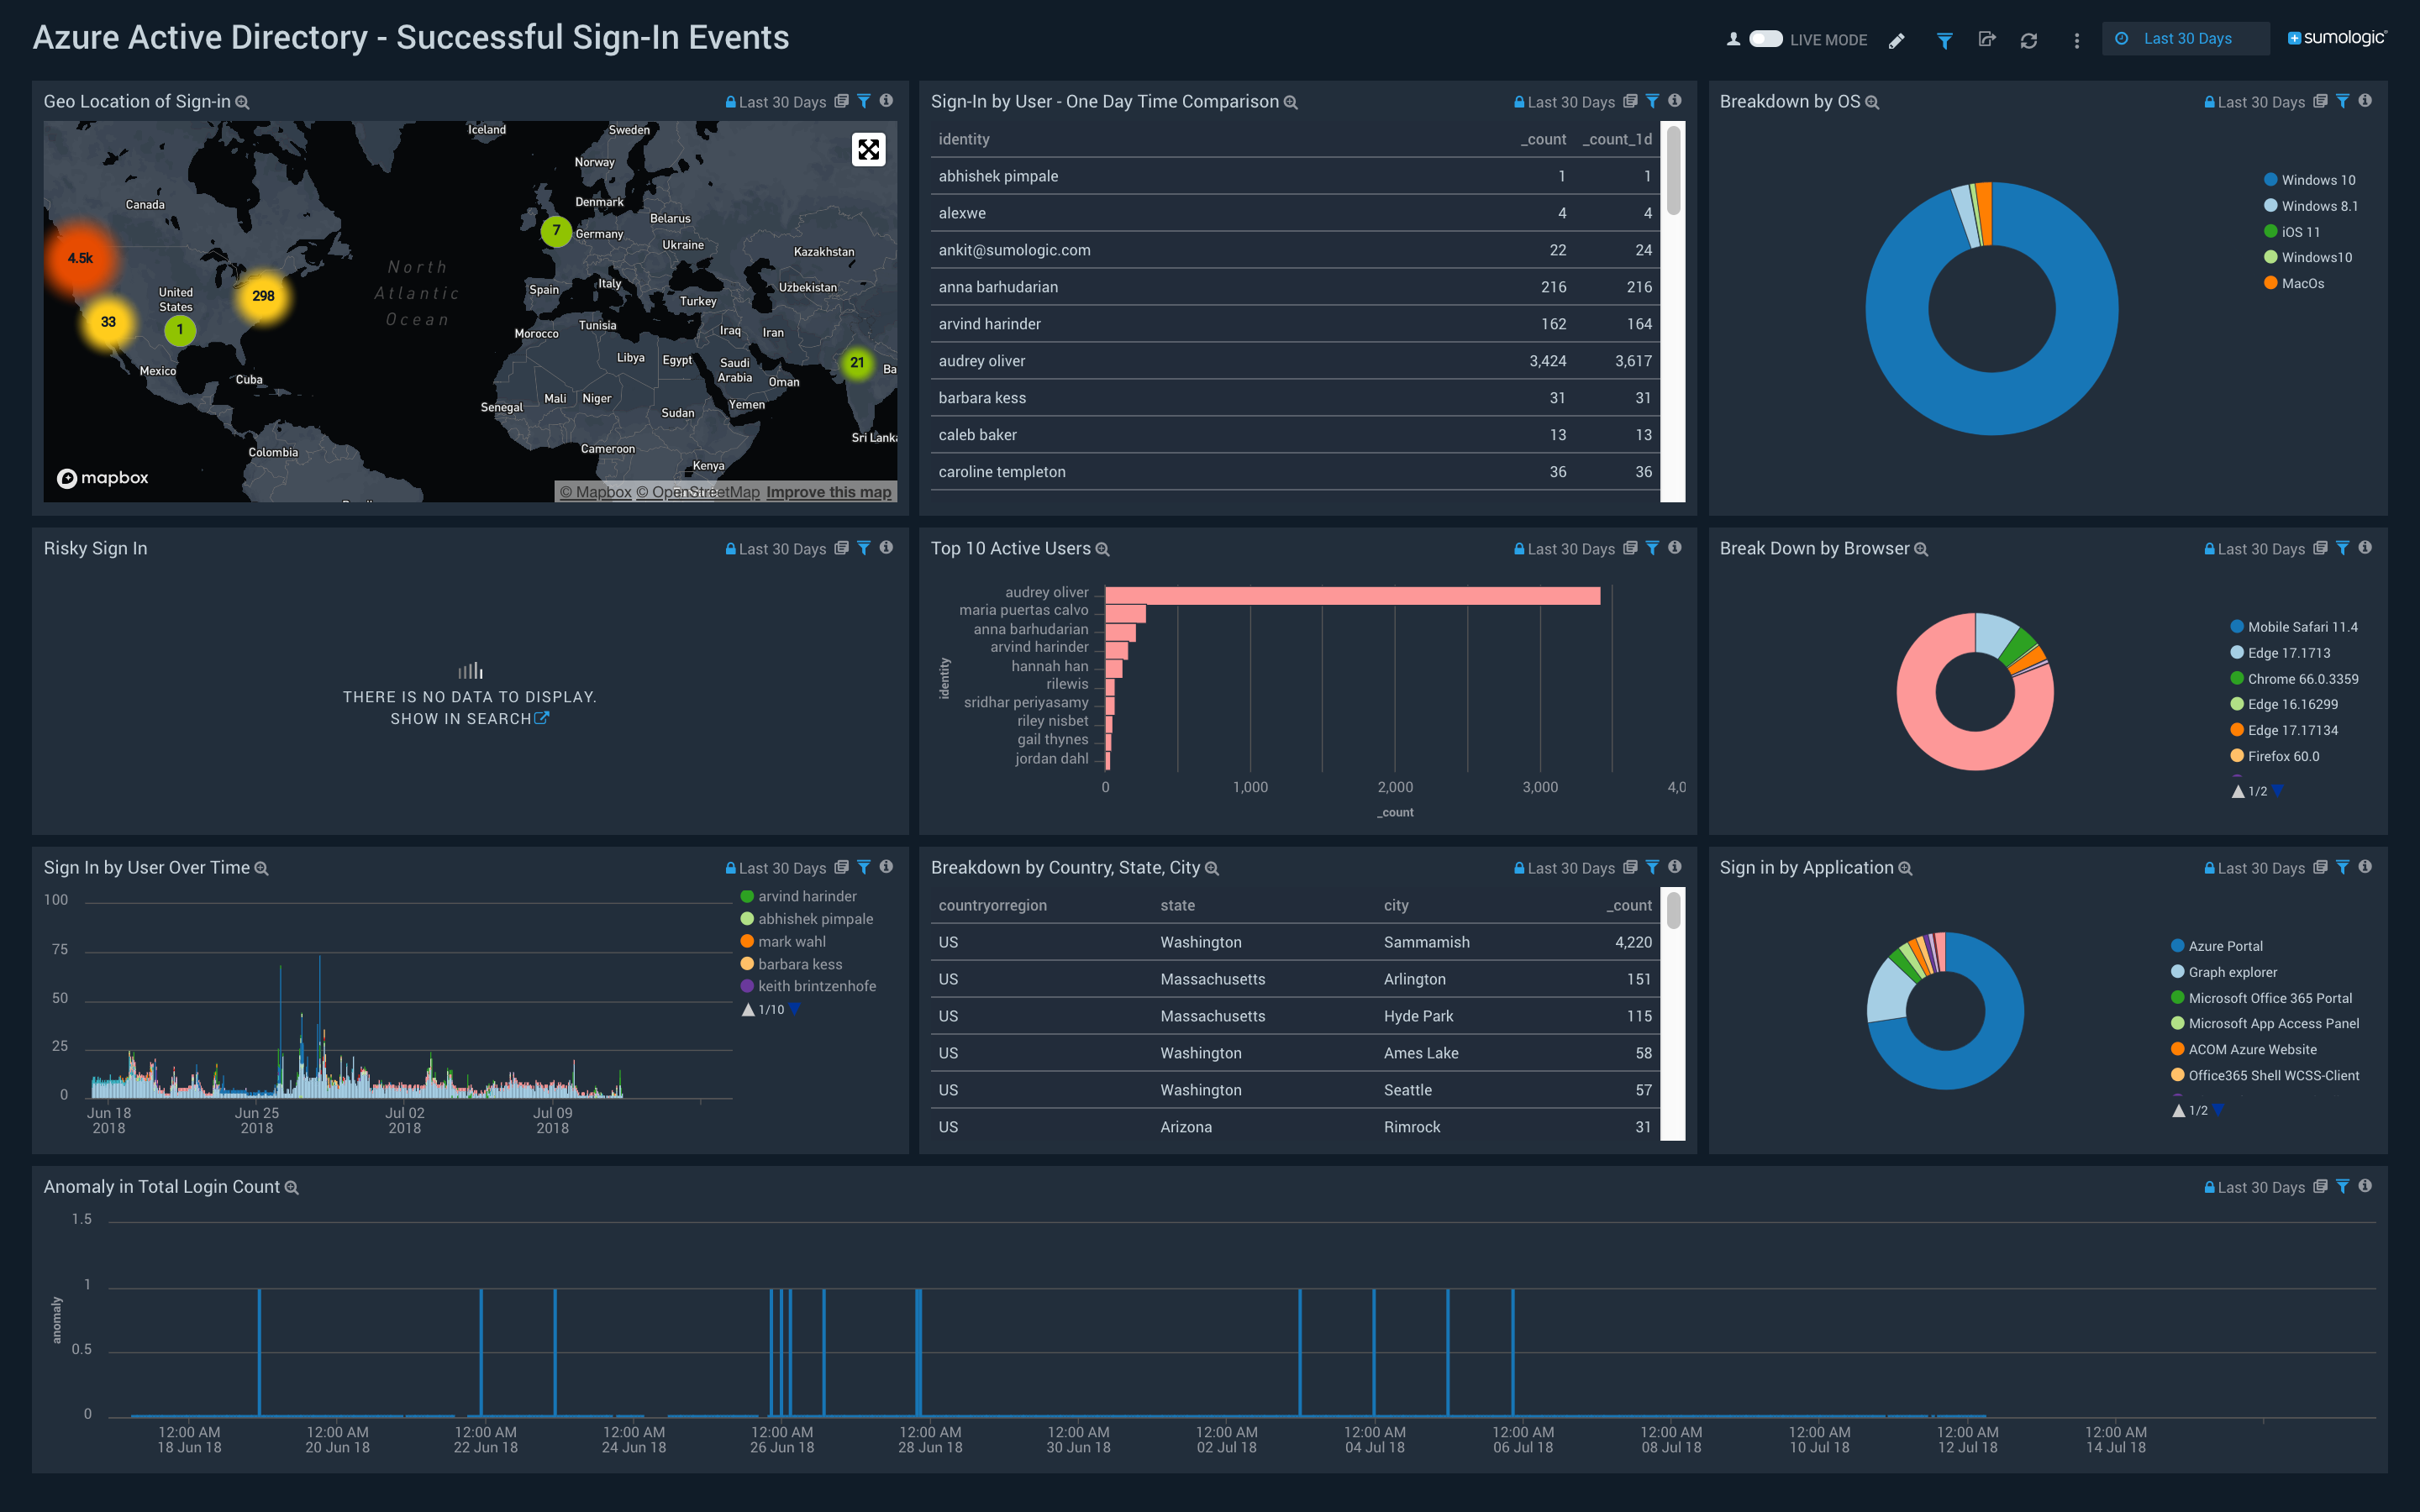 Azure Active Directory - Successful Sign-In Events
LIVE MODE
Last 30 Days
sumologic
Geo Location of Sign-in
Last 30 Days
Iceland
Sweden
Norway
Canada
Denmark
Belarus
7
Germany
Ukraine
Kazakhstan
4.5k
North
Atlantic
Ocean
298
United
States
Spain
Italy
Uzbekistan
Turkey
33
1
Morocco
Tunisia
Iraq
Iran
Libya
Egypt
Saudi
Arabia
21
Ba
Mexico
Cuba
Oman
Senegal
Mali
Niger
Sudan
Yemen
Sri Lanka
Colombia
Cameroon
Kenya
mapbox
© Mapbox © OpenStreetMap Improve this map
Sign-In by User - One Day Time Comparison
Last 30 Days
identity _count _count_1d
abhishek pimpale 1 1
alexwe 4 4
ankit@sumologic.com 22 24
anna barhudarian 216 216
arvind harinder 162 164
audrey oliver 3,424 3,617
barbara kess 31 31
caleb baker 13 13
caroline templeton 36 36
Breakdown by OS
Last 30 Days
Windows 10
Windows 8.1
iOS 11
Windows10
MacOs
Risky Sign In
Last 30 Days
THERE IS NO DATA TO DISPLAY.
SHOW IN SEARCH
Top 10 Active Users
Last 30 Days
identity
audrey oliver
maria puertas calvo
anna barhudarian
arvind harinder
hannah han
rilewis
sridhar periyasamy
riley nisbet
gail thynes
jordan dahl
0 1,000 2,000 3,000 4,0
_count
Break Down by Browser
Last 30 Days
Mobile Safari 11.4
Edge 17.1713
Chrome 66.0.3359
Edge 16.16299
Edge 17.17134
Firefox 60.0
1/2
Sign In by User Over Time
Last 30 Days
100
75
50
25
0
Jun 18 Jun 25 Jul 02 Jul 09
2018 2018 2018 2018
arvind harinder
abhishek pimpale
mark wahl
barbara kess
keith brintzenhofe
1/10
Breakdown by Country, State, City
Last 30 Days
countryorregion state city _count
US Washington Sammamish 4,220
US Massachusetts Arlington 151
US Massachusetts Hyde Park 115
US Washington Ames Lake 58
US Washington Seattle 57
US Arizona Rimrock 31
Sign in by Application
Last 30 Days
Azure Portal
Graph explorer
Microsoft Office 365 Portal
Microsoft App Access Panel
ACOM Azure Website
Office365 Shell WCSS-Client
1/2
Anomaly in Total Login Count
Last 30 Days
1.5
1
0.5
0
anomaly
12:00 AM 12:00 AM 12:00 AM 12:00 AM 12:00 AM 12:00 AM 12:00 AM 12:00 AM 12:00 AM 12:00 AM 12:00 AM 12:00 AM 12:00 AM 12:00 AM
18 Jun 18 20 Jun 18 22 Jun 18 24 Jun 18 26 Jun 18 28 Jun 18 30 Jun 18 02 Jul 18 04 Jul 18 06 Jul 18 08 Jul 18 10 Jul 18 12 Jul 18 14 Jul 18